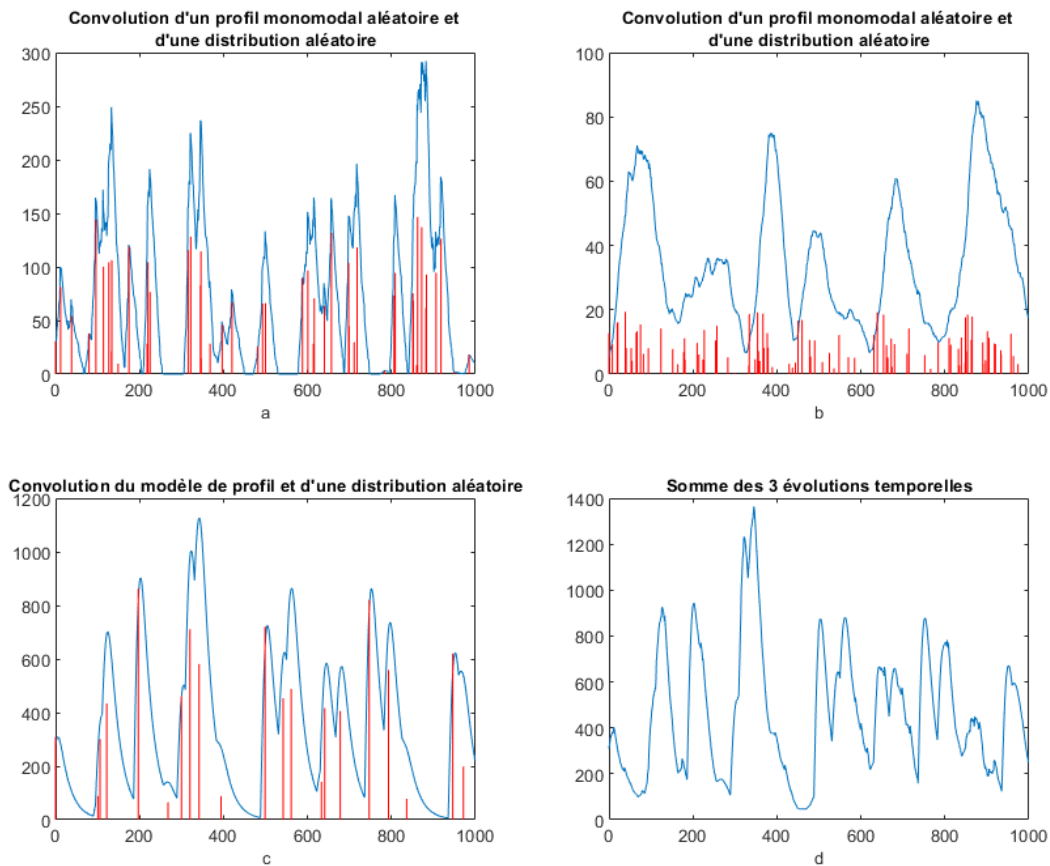 Convolution d'un profil monomodal aléatoire et
d'une distribution aléatoire
300
250
200
150
100
50
0
0 200 400 600 800 1000
a
Convolution d'un profil monomodal aléatoire et
d'une distribution aléatoire
100
80
60
40
20
0
0 200 400 600 800 1000
b
Convolution du modèle de profil et d'une distribution aléatoire
1200
1000
800
600
400
200
0
0 200 400 600 800 1000
c
Somme des 3 évolutions temporelles
1400
1200
1000
800
600
400
200
0
0 200 400 600 800 1000
d